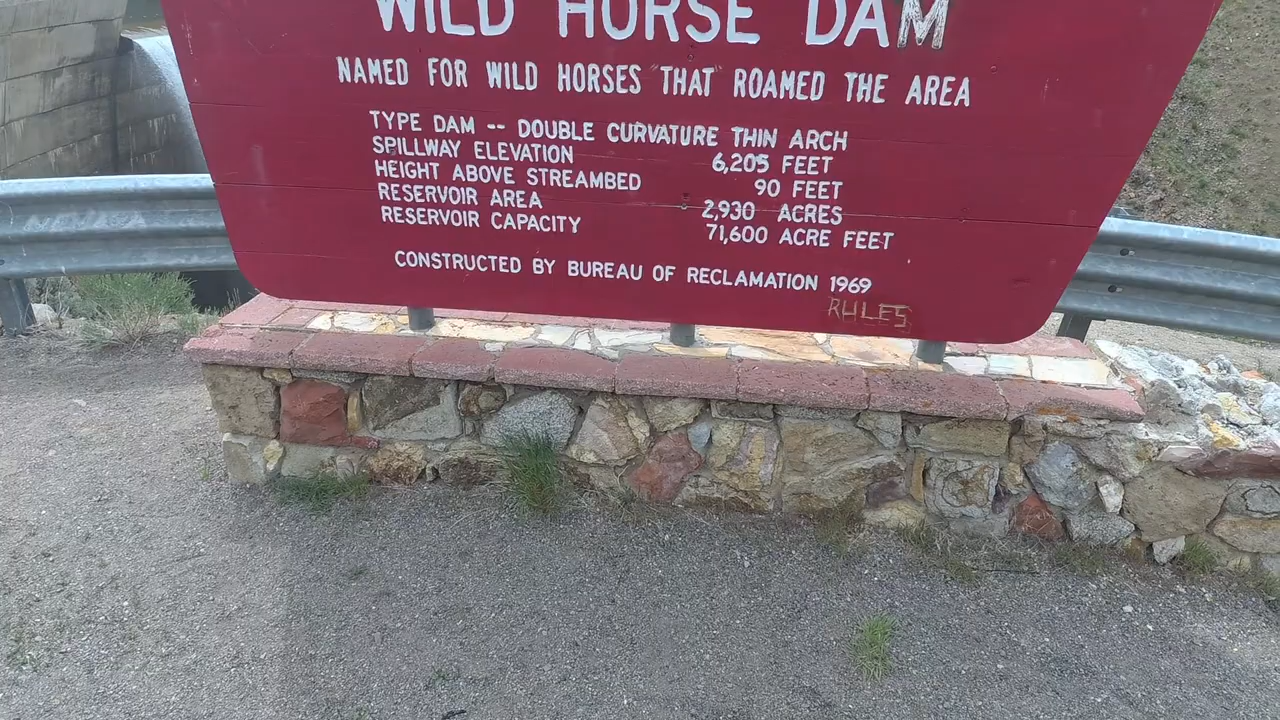 WILD HORSE DAM
NAMED FOR WILD HORSES "THAT" ROAMED THE AREA
TYPE DAM -- DOUBLE CURVATURE THIN ARCH
SPILLWAY ELEVATION 6,205 FEET
HEIGHT ABOVE STREAMBED 90 FEET
RESERVOIR AREA 2,930 ACRES
RESERVOIR CAPACITY 71,600 ACRE FEET
CONSTRUCTED BY BUREAU OF RECLAMATION 1969
RULES